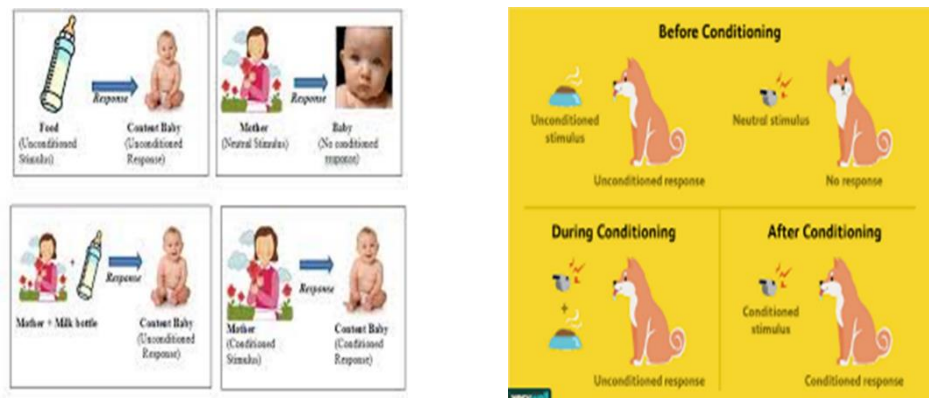 Response
Food
(Unconditioned
Stimulus)
Content Baby
(Unconditioned
Response)
Response
Mother
(Neutral Stimulus)
Baby
(No conditioned
response)
Response
Mother + Milk bottle
Content Baby
(Unconditioned
Response)
Response
Mother
(Conditioned
Stimulus)
Content Baby
(Conditioned
Response)
Before Conditioning
Unconditioned
stimulus
Unconditioned response
Neutral stimulus
No response
During Conditioning
+
Unconditioned response
After Conditioning
Conditioned
stimulus
Conditioned response